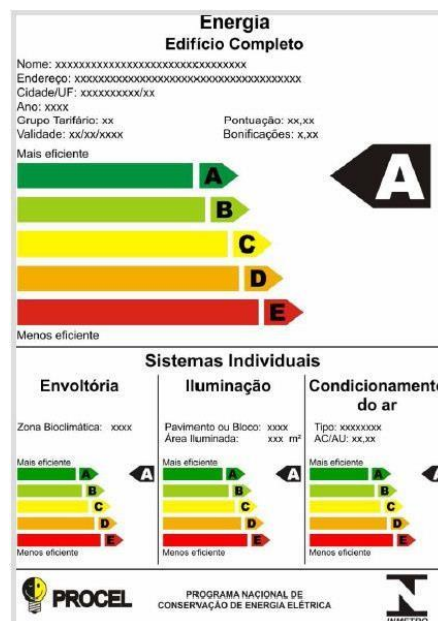 Energia
Edifício Completo
Nome: xxxxxxxxxxxxxxxxxxxxxxxxxxxxxxxx
Endereço: xxxxxxxxxxxxxxxxxxxxxxxxxxxxxxxxxxxxxx
Cidade/UF: xxxxxxxxxx/xx
Ano: xxxx
Grupo Tarifário: xx Pontuação: xx,xx
Validade: xx/xx/xxxx Bonificações: x,xx
Mais eficiente
A
A
B
C
D
E
Menos eficiente
Sistemas Individuais
Envoltória
Zona Bioclimática: xxxx
Mais eficiente
A
A
B
C
D
E
Menos eficiente
Iluminação
Pavimento ou Bloco: xxxx
Área Iluminada: xxx m²
Mais eficiente
A
A
B
C
D
E
Menos eficiente
Condicionamento
do ar
Tipo: xxxxxxxx
AC/AU: xx,xx
Mais eficiente
A
A
B
C
D
E
Menos eficiente
PROCEL
PROGRAMA NACIONAL DE
CONSERVAÇÃO DE ENERGIA ELÉTRICA
INMETRO